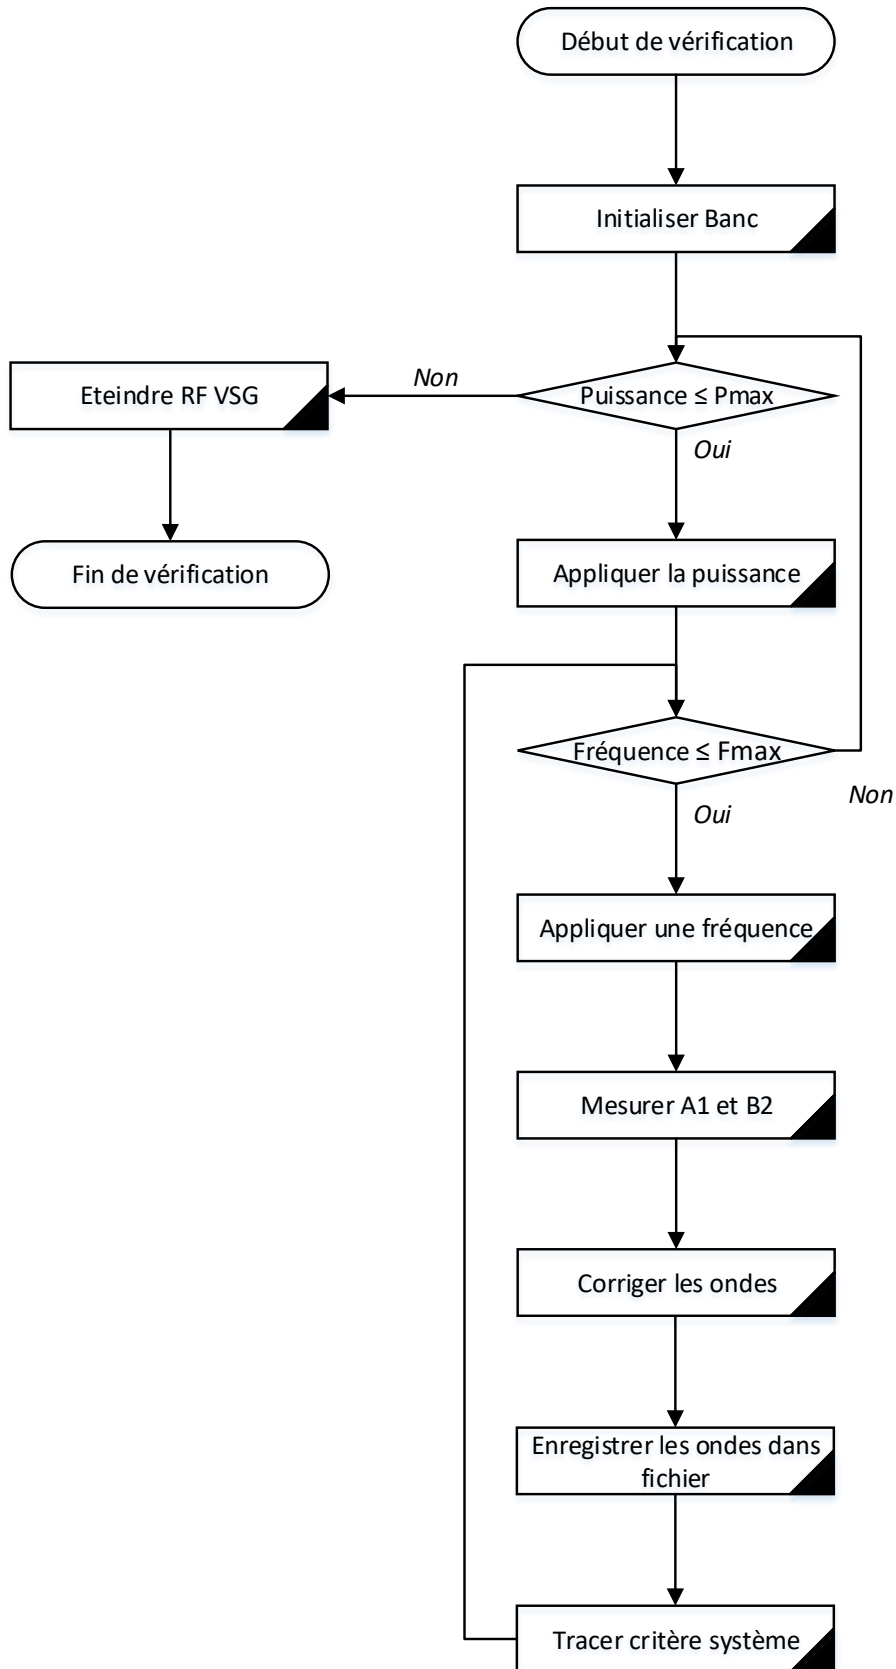 Début de vérification
Initialiser Banc
Eteindre RF VSG
Non
Puissance ≤ Pmax
Oui
Fin de vérification
Appliquer la puissance
Fréquence ≤ Fmax
Non
Oui
Appliquer une fréquence
Mesurer A1 et B2
Corriger les ondes
Enregistrer les ondes dans
fichier
Tracer critère système